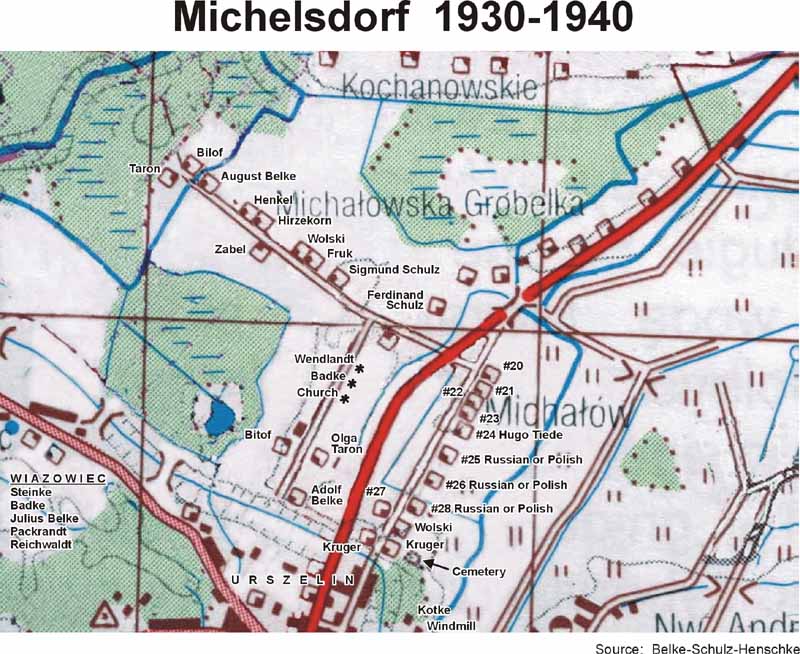 Michelsdorf 1930-1940
Kochanowskie
Bilof
Taron
August Belke
Henkel
Michałowska Grobelka
Hirzekorn
Wolski
Zabel
Fruk
Sigmund Schulz
Ferdinand
Schulz
Wendlandt
Badke
Church
#20
#22
#21
Michałów
#23
Bitof
Olga
Taron
#24 Hugo Tiede
#25 Russian or Polish
WIAZOWIEC
Steinke
Badke
Julius Belke
Packrandt
Reichwaldt
#26 Russian or Polish
Adolf
Belke
#27
#28 Russian or Polish
Wolski
Kruger
Kruger
Cemetery
URSZELIN
Kotke
Windmill
Nw. Andr
Source: Belke-Schulz-Henschke